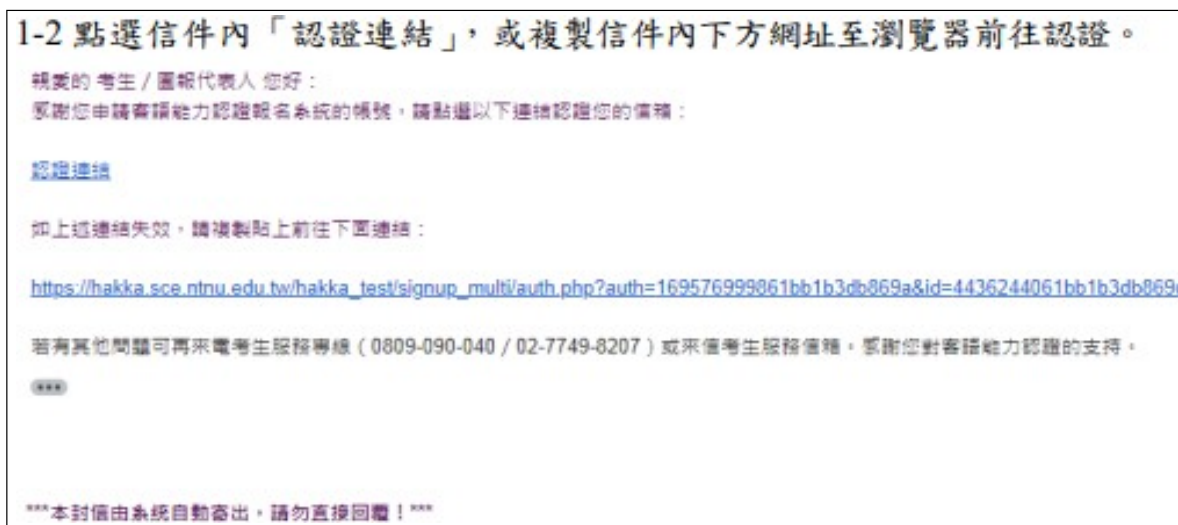 1-2 點選信件內「認證連結」，或複製信件內下方網址至瀏覽器前往認證。
親愛的 考生 / 團報代表人 您好：
感謝您申請客語能力認證報名系統的帳號，請點選以下連結認證您的信箱：
認證連結
如上述連結失效，請複製貼上前往下面連結：
https://hakka.sce.ntnu.edu.tw/hakka_test/signup_multi/auth.php?auth=169576999861bb1b3db869a&id=4436244061bb1b3db869
若有其他問題可再來電考生服務專線（0809-090-040 / 02-7749-8207）或來信考生服務信箱，感謝您對客語能力認證的支持。
***本封信由系統自動寄出，請勿直接回覆！***